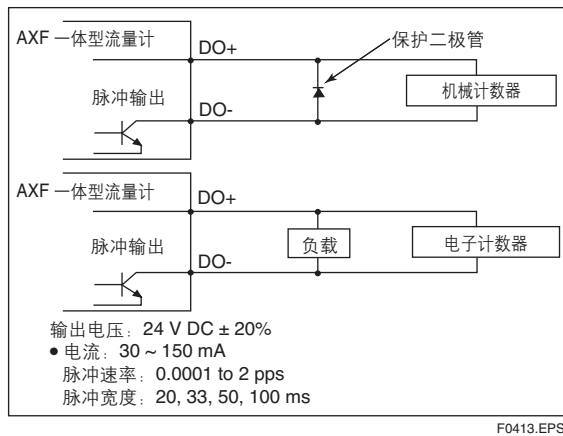 AXF 一体型流量计
DO+
保护二极管
机械计数器
脉冲输出
DO-
AXF 一体型流量计
DO+
脉冲输出
负载
电子计数器
DO-
输出电压：24 V DC ± 20%
● 电流：30 ~ 150 mA
脉冲速率：0.0001 to 2 pps
脉冲宽度：20, 33, 50, 100 ms
F0413.EPS